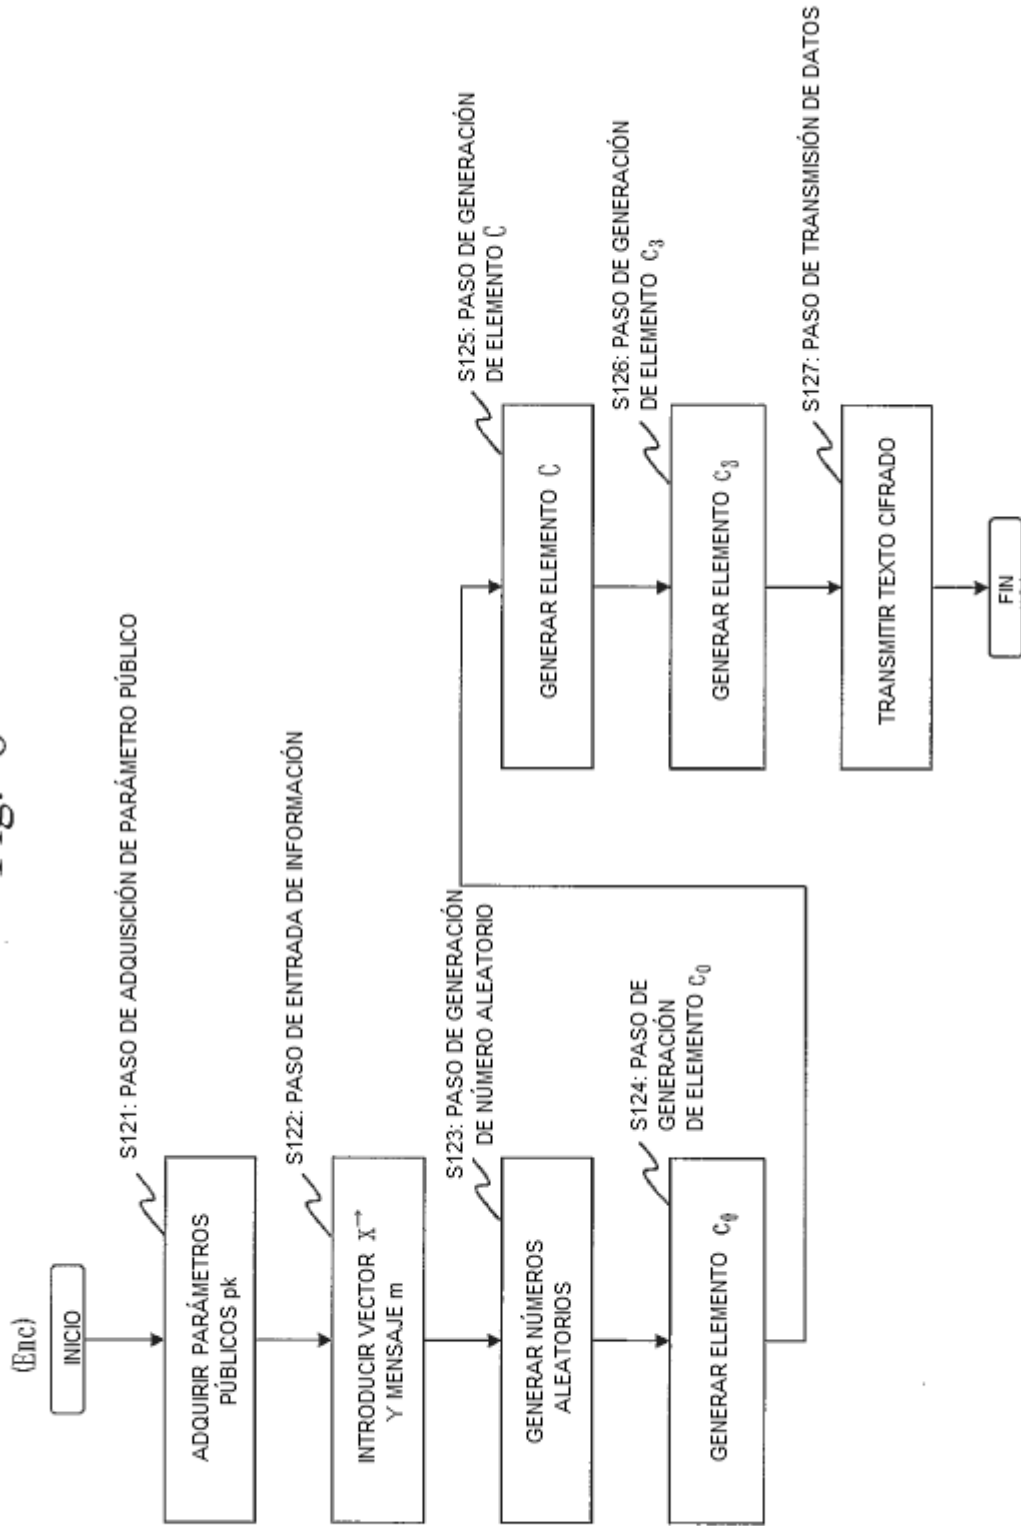 (Enc)
INICIO
ADQUIRIR PARÁMETROS
PÚBLICOS pk
S121: PASO DE ADQUISICIÓN DE PARÁMETRO PÚBLICO
INTRODUCIR VECTOR X→
Y MENSAJE m
S122: PASO DE ENTRADA DE INFORMACIÓN
GENERAR NÚMEROS
ALEATORIOS
S123: PASO DE GENERACIÓN
DE NÚMERO ALEATORIO
GENERAR ELEMENTO C₀
S124: PASO DE
GENERACIÓN
DE ELEMENTO C₀
GENERAR ELEMENTO C
S125: PASO DE GENERACIÓN
DE ELEMENTO C
GENERAR ELEMENTO C₃
S126: PASO DE GENERACIÓN
DE ELEMENTO C₃
TRANSMITIR TEXTO CIFRADO
S127: PASO DE TRANSMISIÓN DE DATOS
FIN